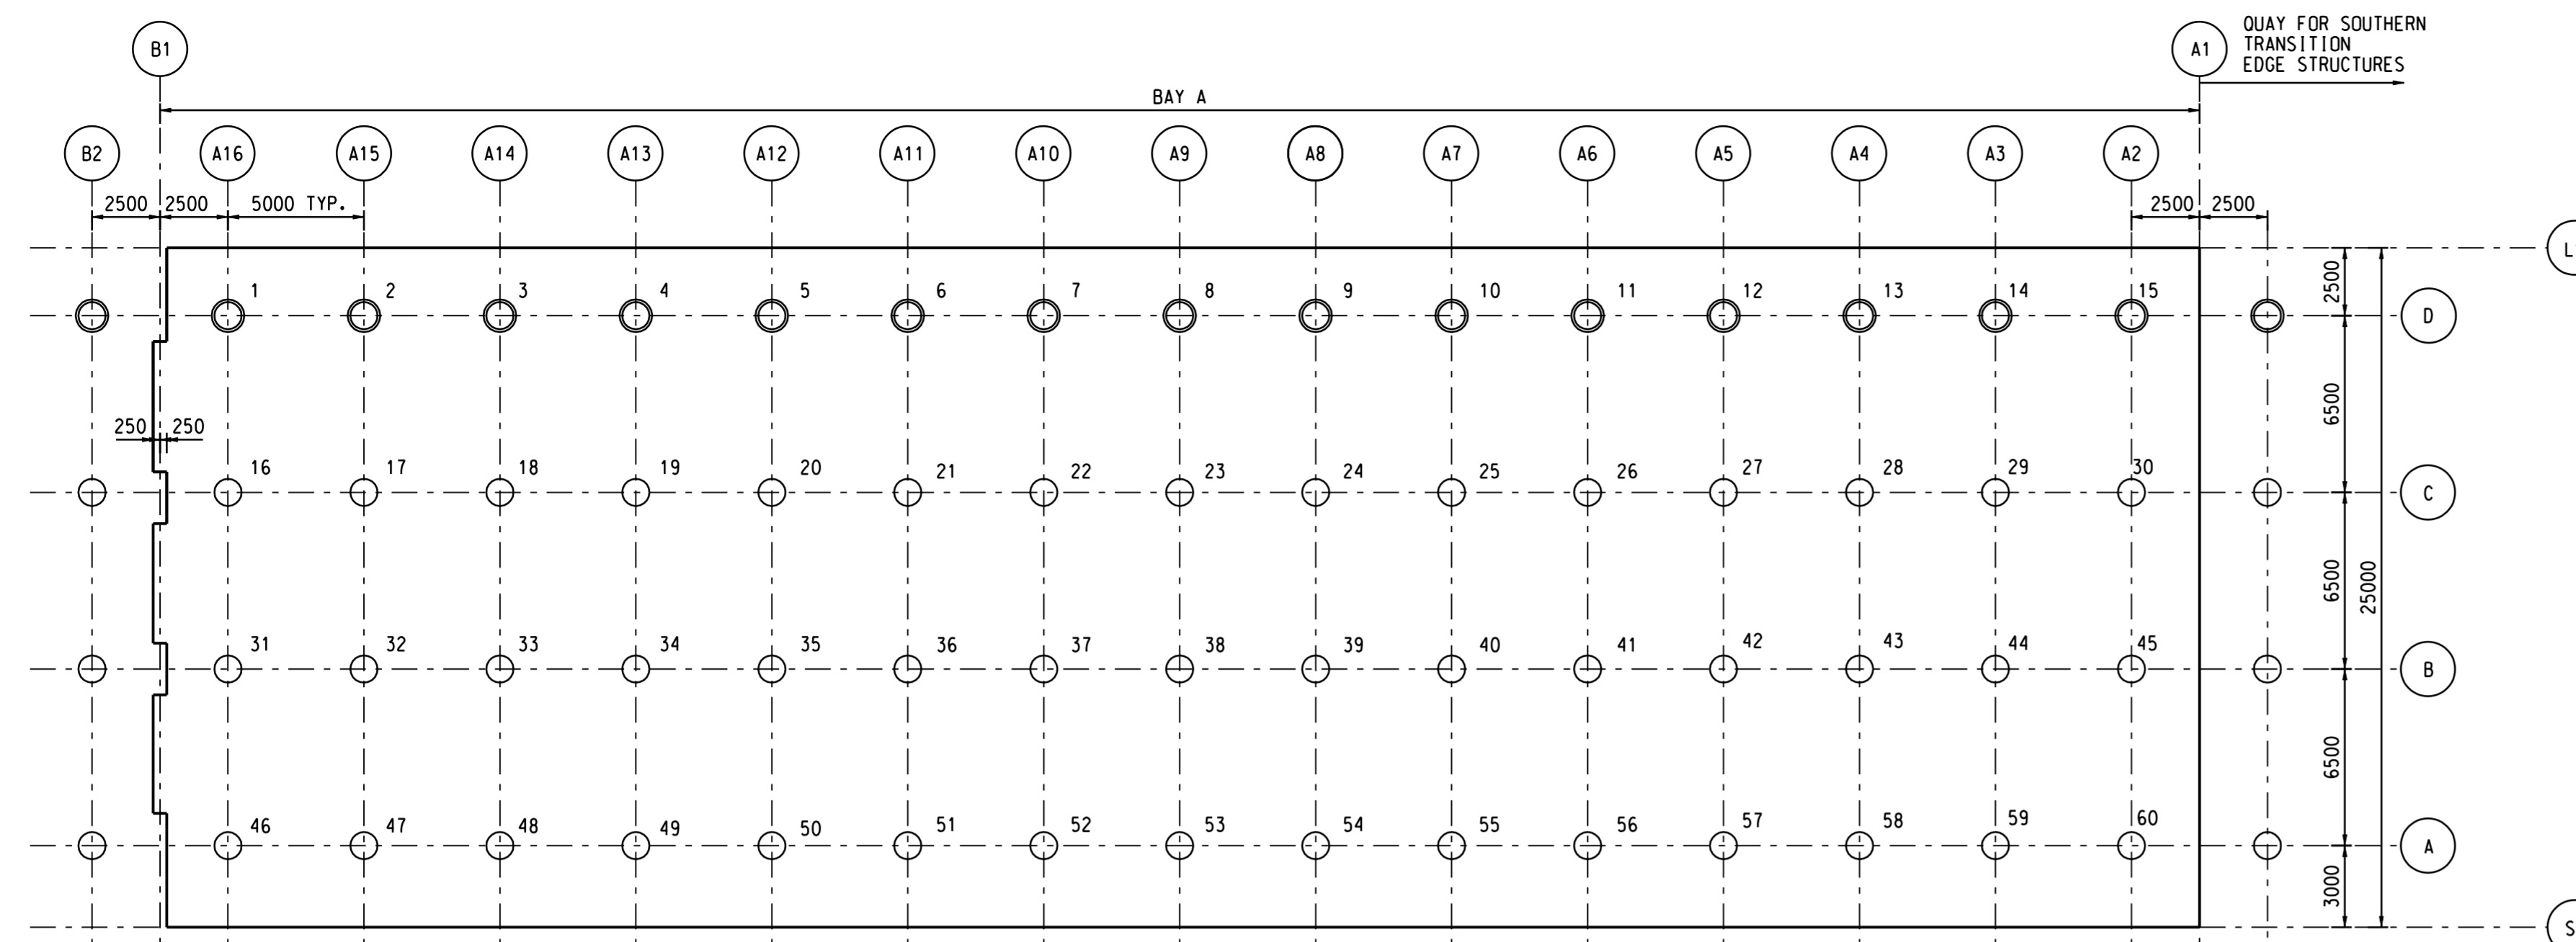 B1
A1
QUAY FOR SOUTHERN
TRANSITION
EDGE STRUCTURES
BAY A
B2 A16 A15 A14 A13 A12 A11 A10 A9 A8 A7 A6 A5 A4 A3 A2
2500 2500 5000 TYP. 2500 2500
L
2500
1 2 3 4 5 6 7 8 9 10 11 12 13 14 15
D
6500
250 250
16 17 18 19 20 21 22 23 24 25 26 27 28 29 30
C
6500
25000
31 32 33 34 35 36 37 38 39 40 41 42 43 44 45
B
6500
46 47 48 49 50 51 52 53 54 55 56 57 58 59 60
A
3000
S